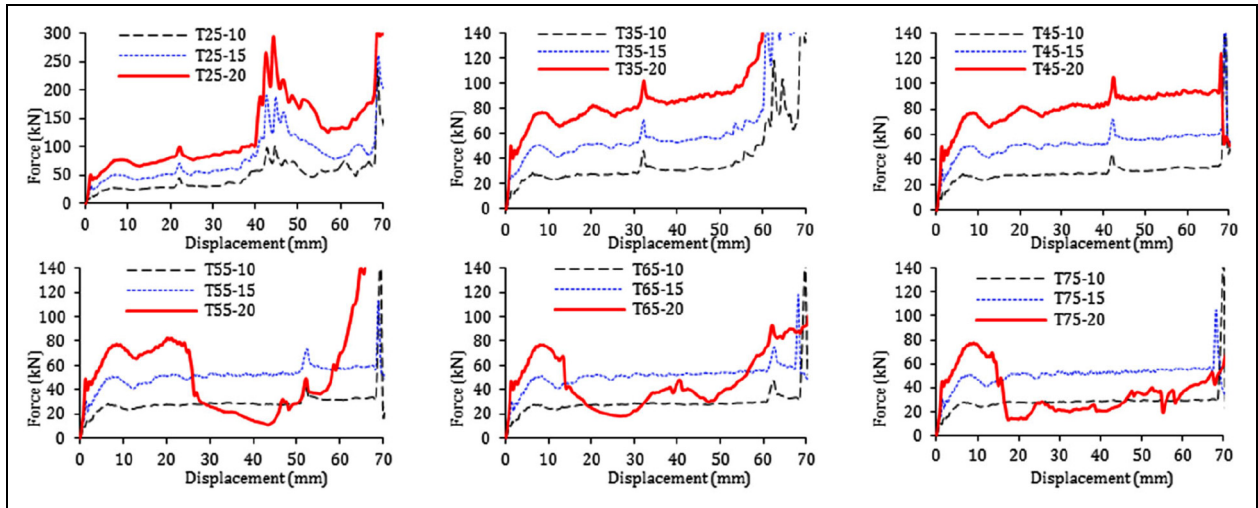 T25-10
T25-15
T25-20
Force (kN)
300
250
200
150
100
50
0
0 10 20 30 40 50 60 70
Displacement (mm)
T35-10
T35-15
T35-20
Force (kN)
140
120
100
80
60
40
20
0
0 10 20 30 40 50 60 70
Displacement (mm)
T45-10
T45-15
T45-20
Force (kN)
140
120
100
80
60
40
20
0
0 10 20 30 40 50 60 70
Displacement (mm)
T55-10
T55-15
T55-20
Force (kN)
140
120
100
80
60
40
20
0
0 10 20 30 40 50 60 70
Displacement (mm)
T65-10
T65-15
T65-20
Force (kN)
140
120
100
80
60
40
20
0
0 10 20 30 40 50 60 70
Displacement (mm)
T75-10
T75-15
T75-20
Force (kN)
140
120
100
80
60
40
20
0
0 10 20 30 40 50 60 70
Displacement (mm)